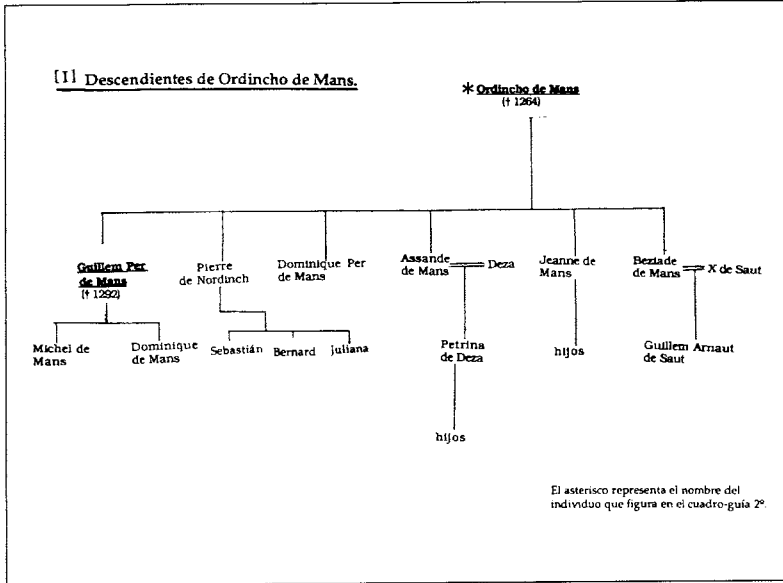 [I] Descendientes de Ordincho de Mans.
* Ordincho de Mans
(† 1264)
Guillem Per
de Mans
(† 1292)
Pierre
de Nordinch
Dominique Per
de Mans
Assande
de Mans
Deza
Jeanne de
Mans
Beziade
de Mans
X de Saut
Michel de
Mans
Dominique
de Mans
Sebastián
Bernard
Juliana
Petrina
de Deza
hijos
Guillem Arnaut
de Saut
hijos
El asterisco representa el nombre del
individuo que figura en el cuadro-guía 2º.